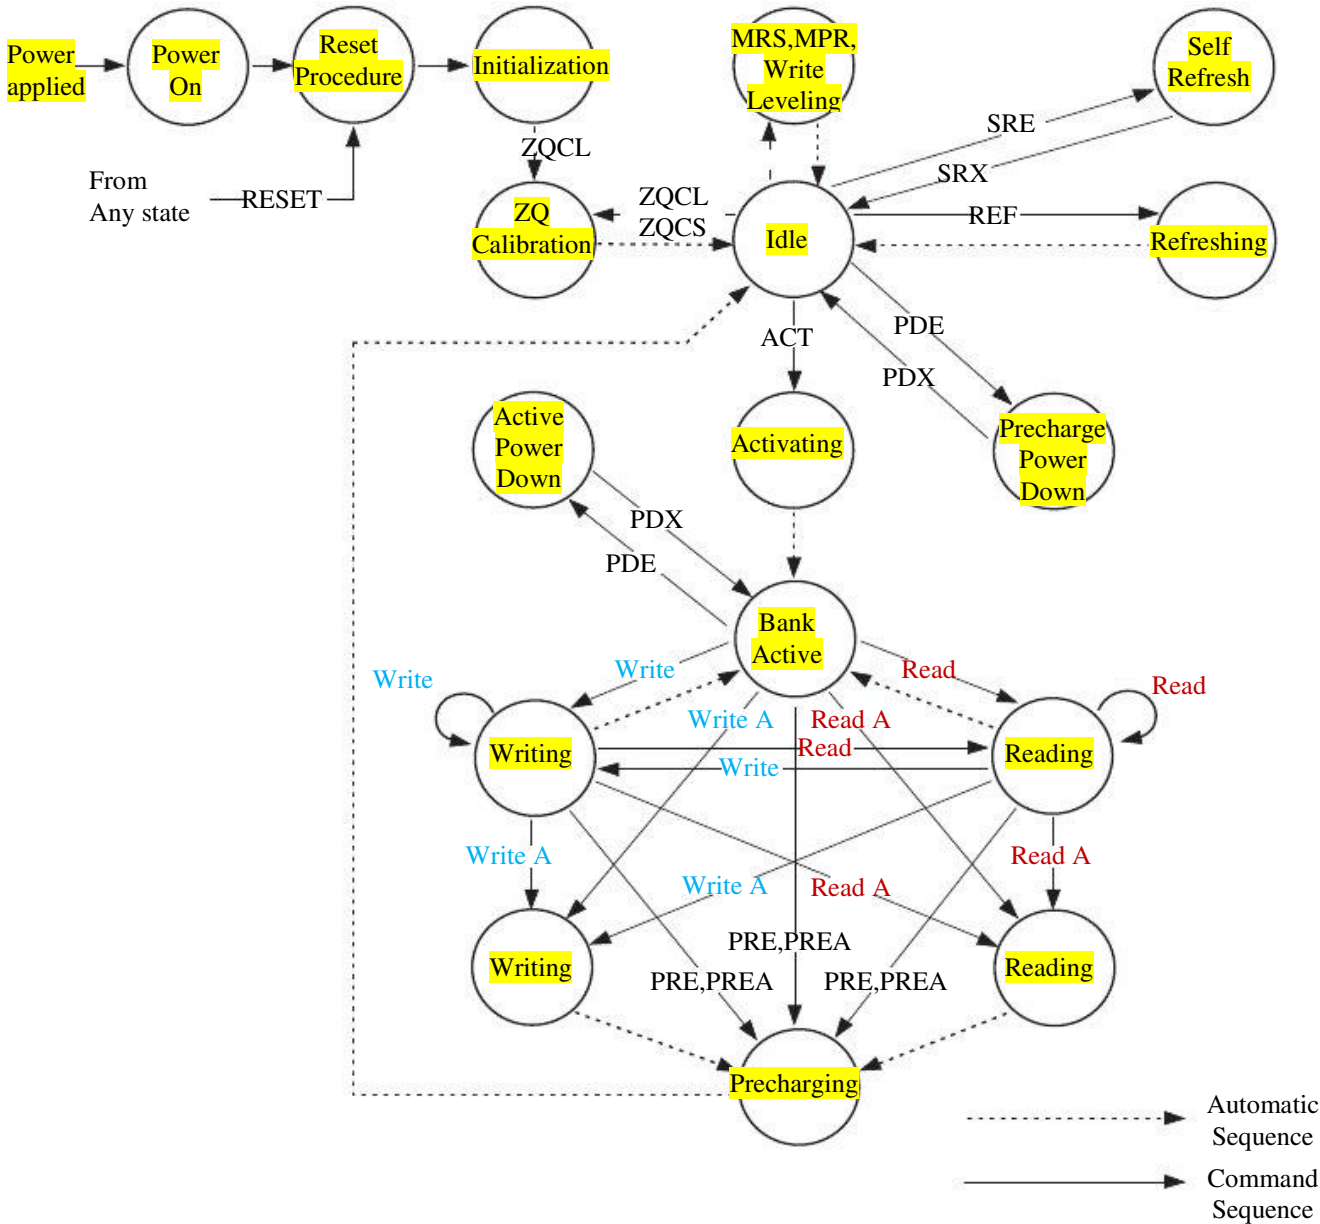 Power
applied
Power
On
Reset
Procedure
Initialization
MRS,MPR,
Write
Leveling
Self
Refresh
SRE
SRX
ZQCL
From
Any state
RESET
ZQ
Calibration
ZQCL
ZQCS
Idle
REF
Refreshing
ACT
PDE
PDX
Active
Power
Down
Activating
Precharge
Power
Down
PDX
PDE
Bank
Active
Write
Write
Read
Read
Write A
Read A
Writing
Read
Write
Reading
Write A
Read A
Write A
Read A
PRE,PREA
Writing
PRE,PREA
PRE,PREA
Reading
Precharging
Automatic
Sequence
Command
Sequence